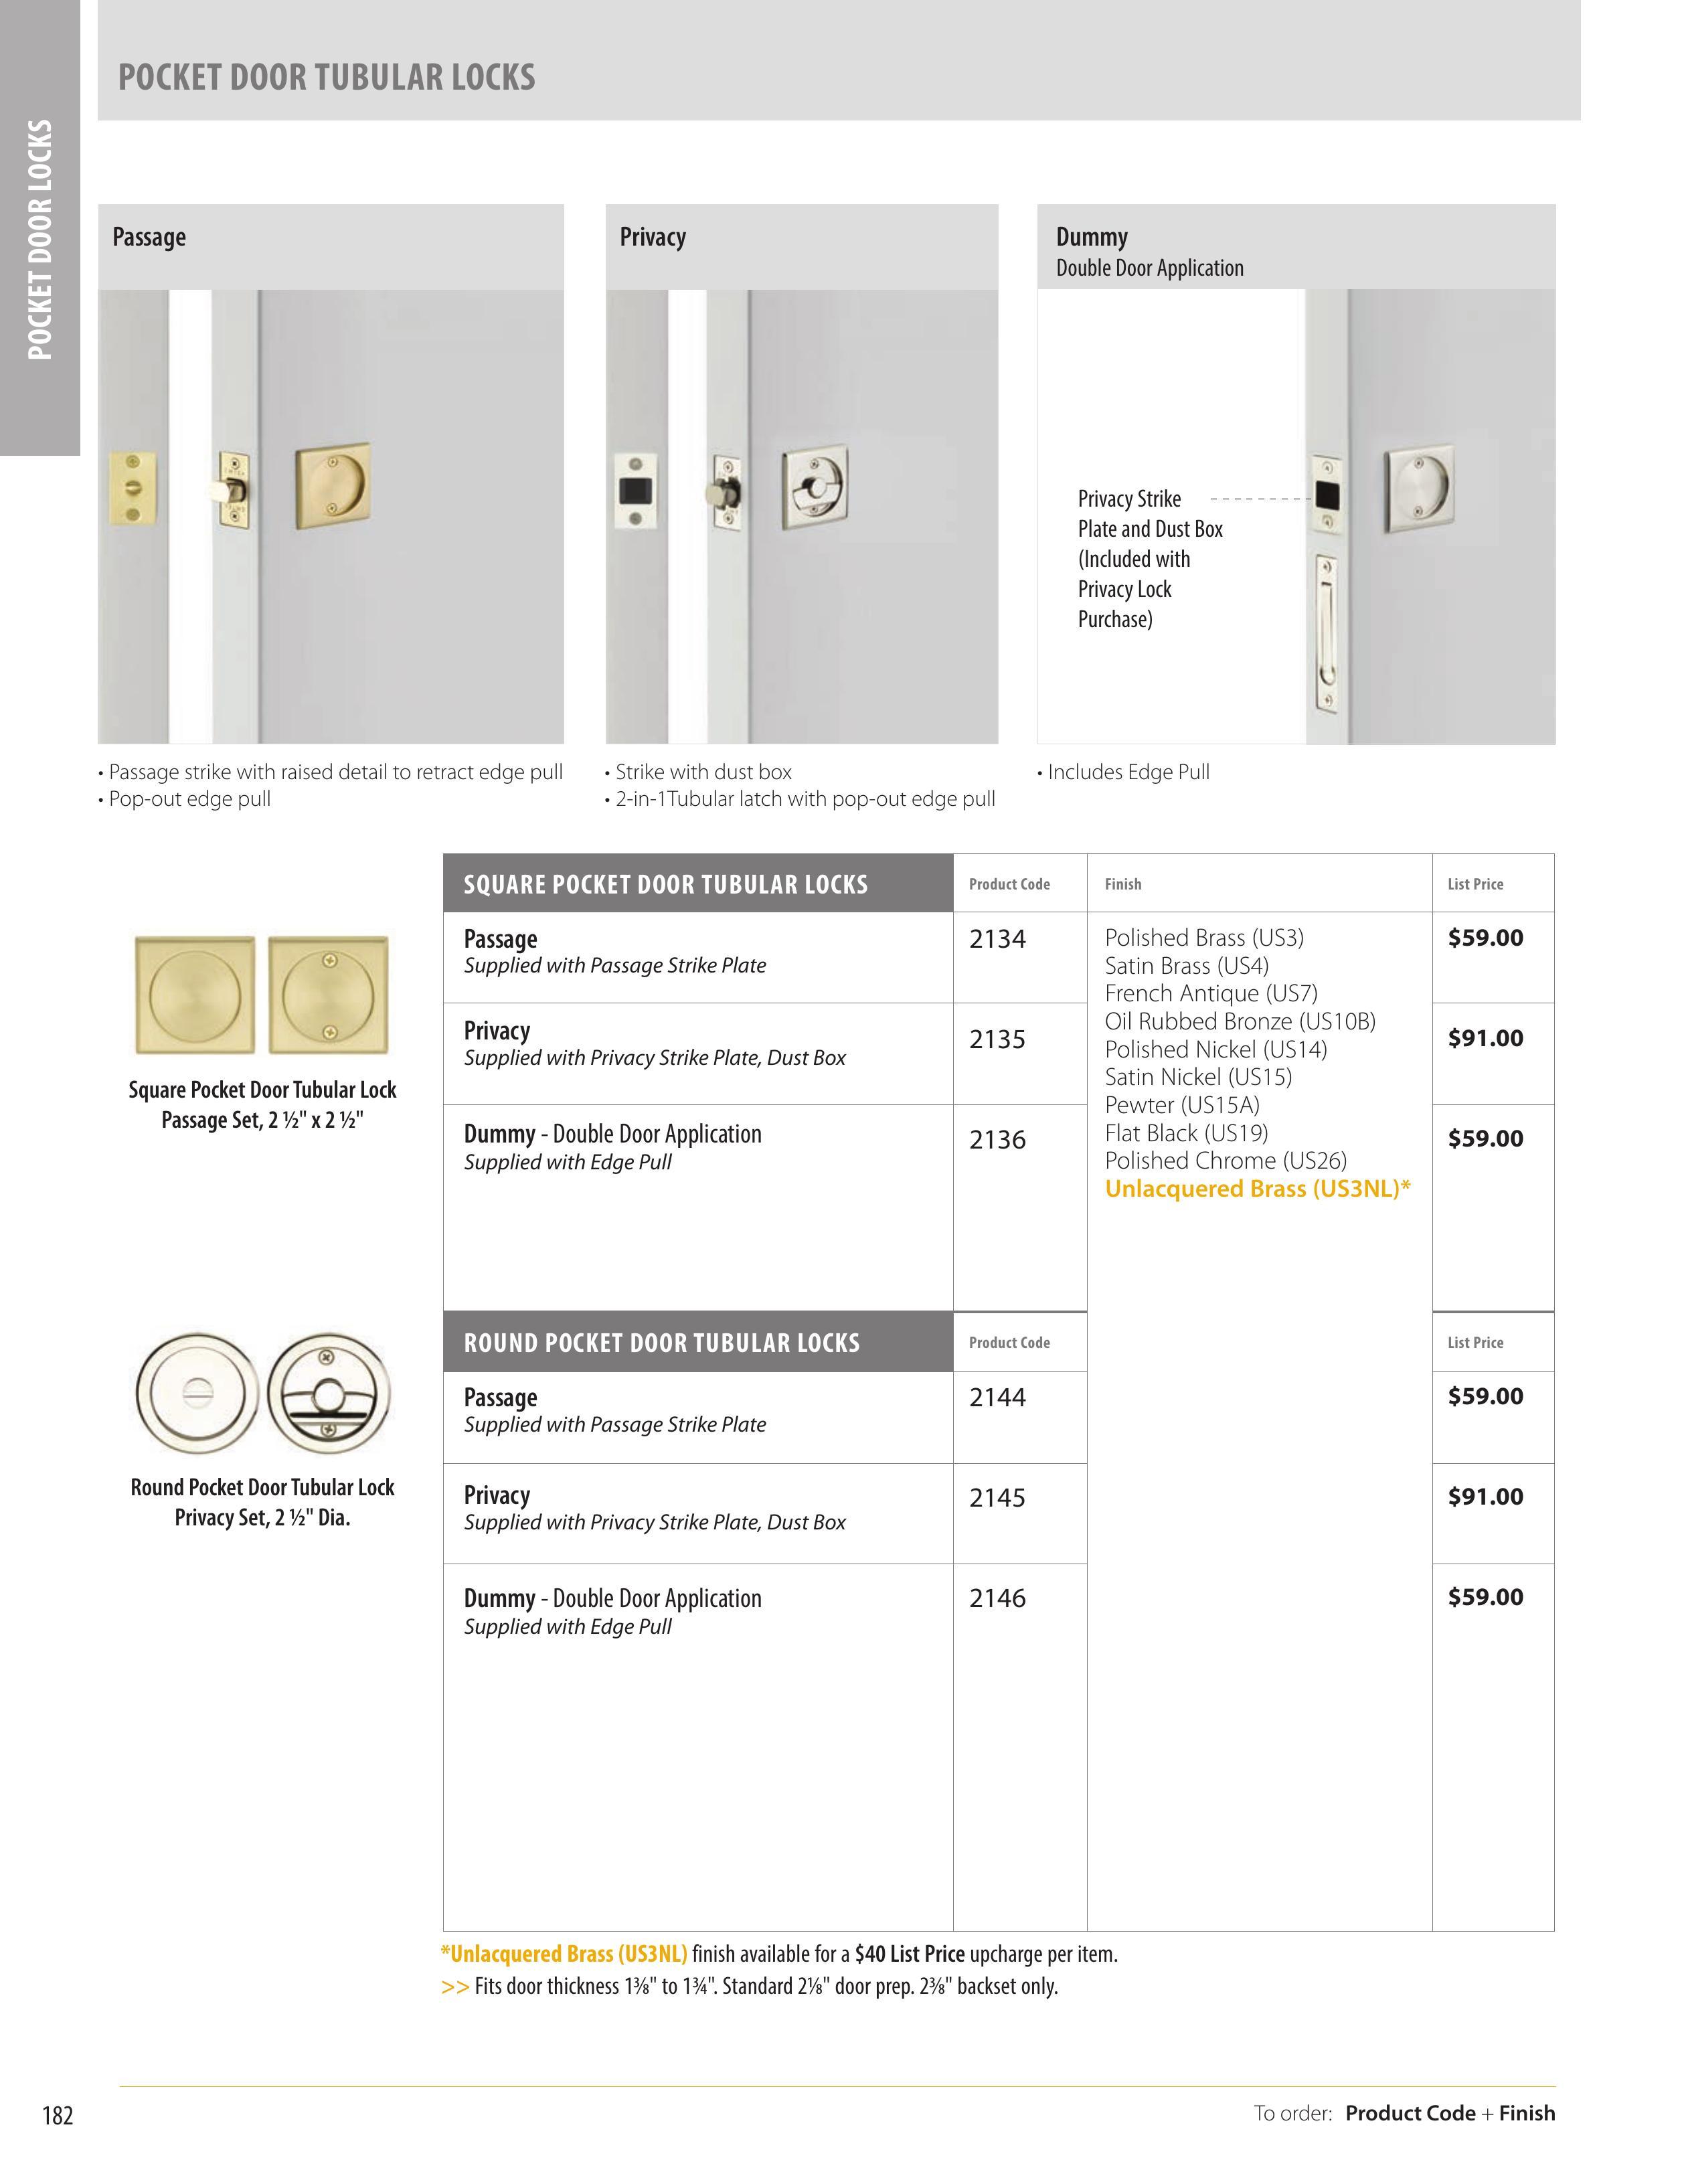 POCKET DOOR LOCKS
POCKET DOOR TUBULAR LOCKS
Passage
Privacy
Dummy
Double Door Application
Privacy Strike
Plate and Dust Box
(Included with
Privacy Lock
Purchase)
• Passage strike with raised detail to retract edge pull
• Pop-out edge pull
• Strike with dust box
• 2-in-1Tubular latch with pop-out edge pull
• Includes Edge Pull
Square Pocket Door Tubular Lock
Passage Set, 2 ½" x 2 ½"
SQUARE POCKET DOOR TUBULAR LOCKS Product Code Finish List Price
Passage 2134 Polished Brass (US3) $59.00
Supplied with Passage Strike Plate Satin Brass (US4)
French Antique (US7)
Privacy 2135 Oil Rubbed Bronze (US10B) $91.00
Supplied with Privacy Strike Plate, Dust Box Polished Nickel (US14)
Satin Nickel (US15)
Pewter (US15A)
Dummy - Double Door Application 2136 Flat Black (US19) $59.00
Supplied with Edge Pull Polished Chrome (US26)
Unlacquered Brass (US3NL)*
Round Pocket Door Tubular Lock
Privacy Set, 2 ½" Dia.
ROUND POCKET DOOR TUBULAR LOCKS Product Code List Price
Passage 2144 $59.00
Supplied with Passage Strike Plate
Privacy 2145 $91.00
Supplied with Privacy Strike Plate, Dust Box
Dummy - Double Door Application 2146 $59.00
Supplied with Edge Pull
*Unlacquered Brass (US3NL) finish available for a $40 List Price upcharge per item.
>> Fits door thickness 1⅜" to 1¾". Standard 2⅛" door prep. 2⅜" backset only.
182
To order: Product Code + Finish